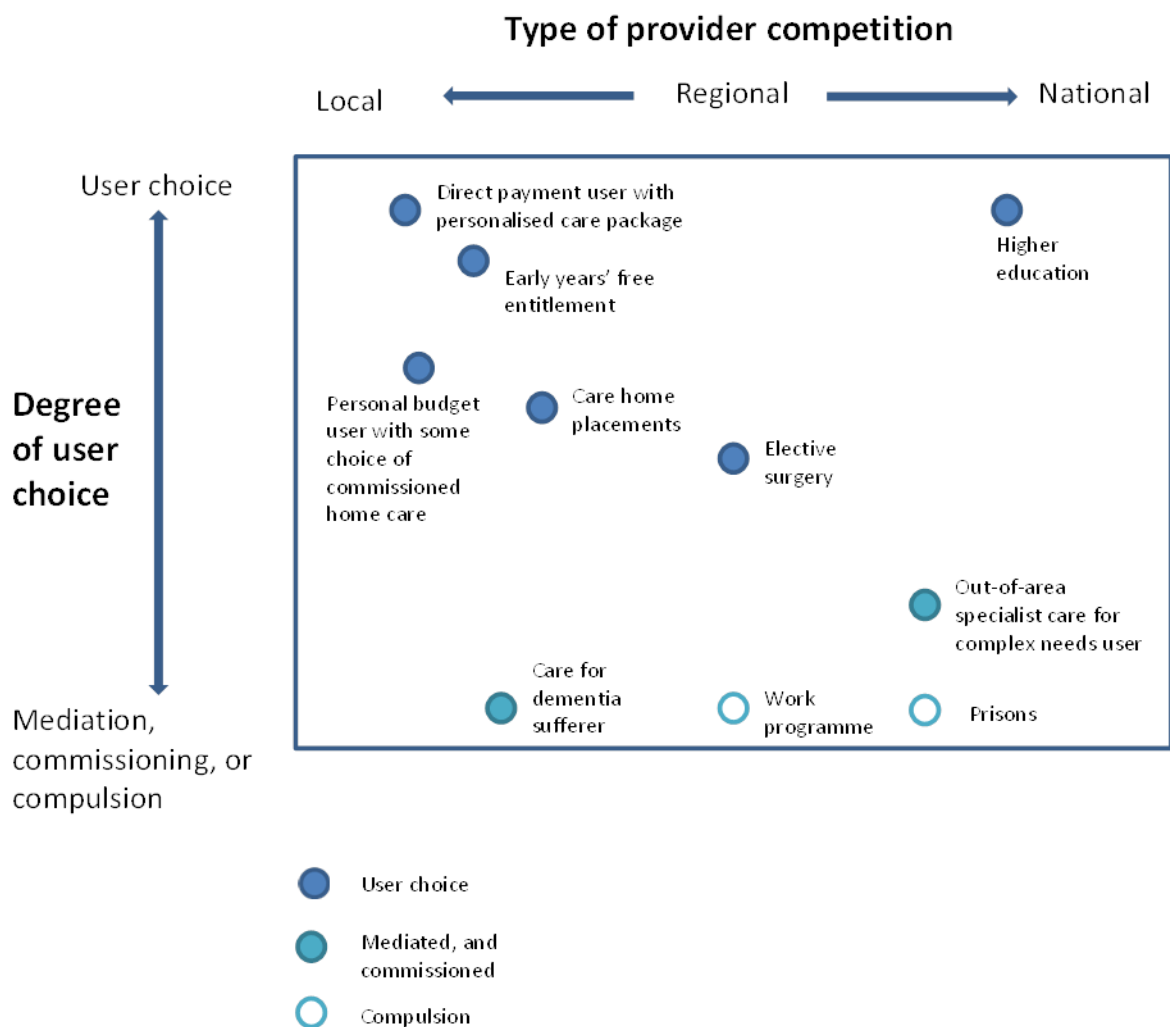 Type of provider competition
Local
Regional
National
User choice
Direct payment user with
personalised care package
Higher
education
Early years’ free
entitlement
Degree
of user
choice
Personal budget
user with some
choice of
commissioned
home care
Care home
placements
Elective
surgery
Out-of-area
specialist care for
complex needs user
Mediation,
commissioning, or
compulsion
Care for
dementia
sufferer
Work
programme
Prisons
User choice
Mediated, and
commissioned
Compulsion